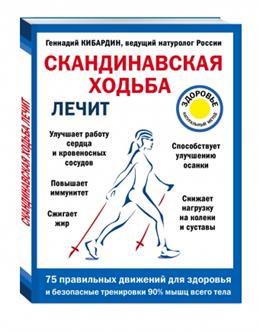 Геннадий КИБАРДИН, ведущий натуролог России
СКАНДИНАВСКАЯ
ХОДЬБА
ЛЕЧИТ
ЗДОРОВЬЕ
Улучшает работу
сердца
и кровеносных
сосудов
Повышает
иммунитет
Сжигает
жир
Способствует
улучшению
осанки
Снижает
нагрузку
на колени
и суставы
75 правильных движений для здоровья
и безопасные тренировки 90% мышц всего тела
СКАНДИНАВСКАЯ ХОДЬБА ЛЕЧИТ